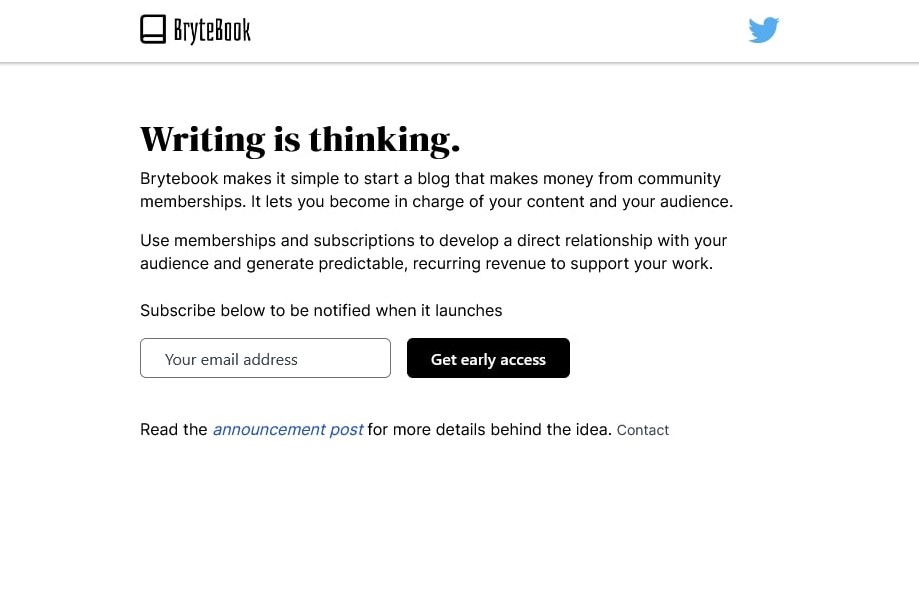 BryteBook
Writing is thinking.
Brytebook makes it simple to start a blog that makes money from community
memberships. It lets you become in charge of your content and your audience.
Use memberships and subscriptions to develop a direct relationship with your
audience and generate predictable, recurring revenue to support your work.
Subscribe below to be notified when it launches
Your email address
Get early access
Read the announcement post for more details behind the idea. Contact